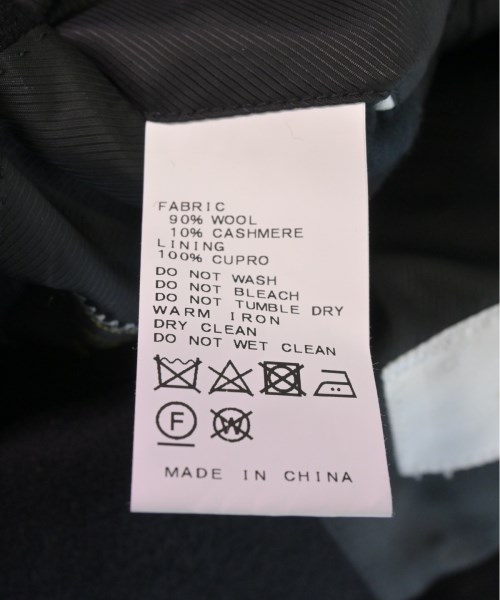 FABRIC
90% WOOL
10% CASHMERE
LINING
100% CUPRO
DO NOT WASH
DO NOT BLEACH
DO NOT TUMBLE DRY
WARM IRON
DRY CLEAN
DO NOT WET CLEAN
F W
MADE IN CHINA